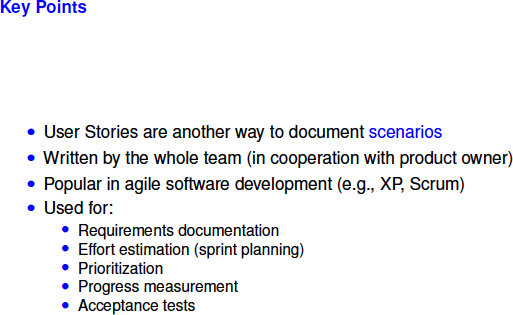 Key Points
• User Stories are another way to document scenarios
• Written by the whole team (in cooperation with product owner)
• Popular in agile software development (e.g., XP, Scrum)
• Used for:
• Requirements documentation
• Effort estimation (sprint planning)
• Prioritization
• Progress measurement
• Acceptance tests